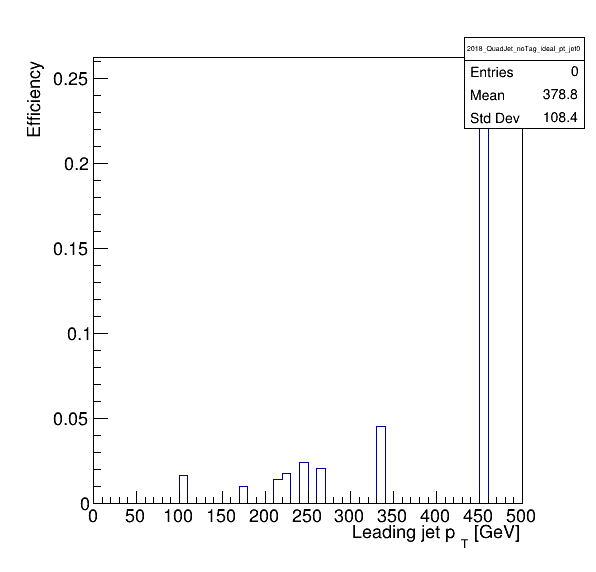 2018_QuadJet_noTag_ideal_pt_jet0
Entries 0
Mean 378.8
Std Dev 108.4
Efficiency
0.25
0.2
0.15
0.1
0.05
0
0 50 100 150 200 250 300 350 400 450 500
Leading jet p T [GeV]